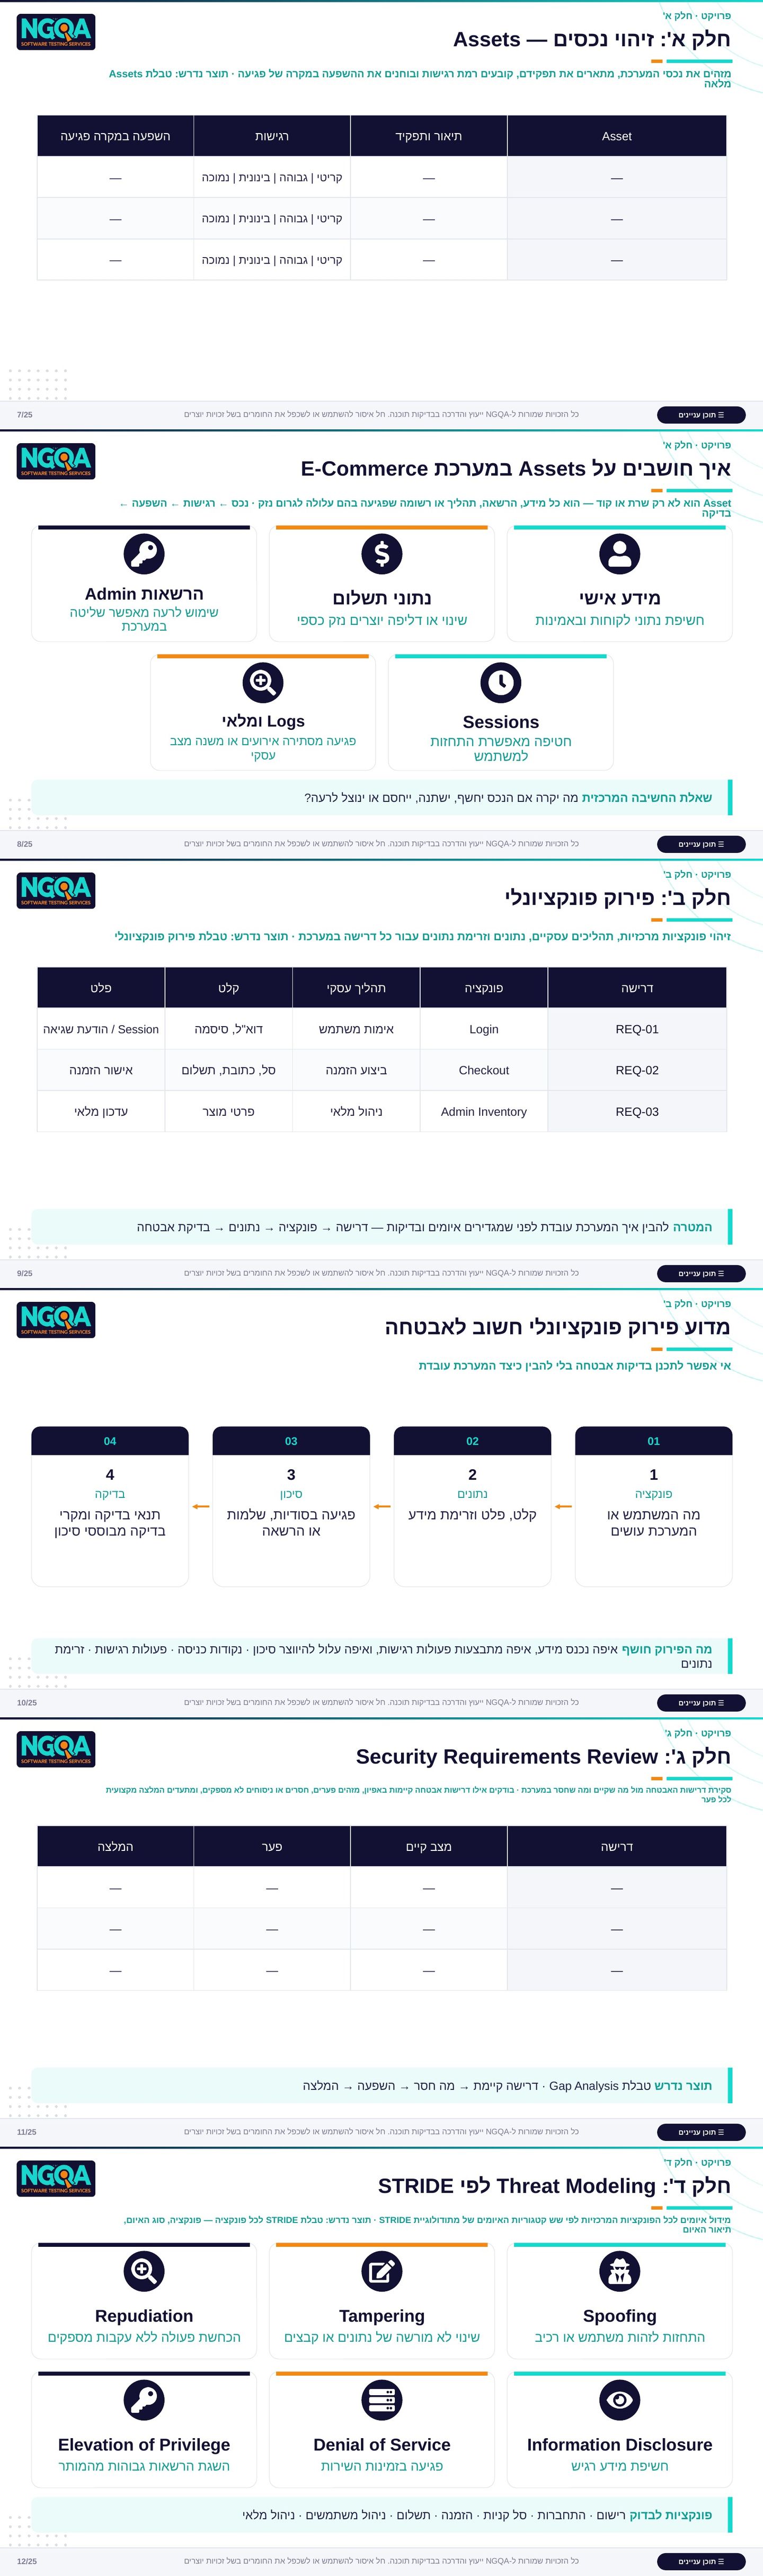 פרויקט · חלק א'
NGQA
SOFTWARE TESTING SERVICES
חלק א': זיהוי נכסים — Assets
מזהים את נכסי המערכת, מתארים את תפקידם, קובעים רמת רגישות ובוחנים את ההשפעה במקרה של פגיעה · תוצר נדרש: טבלת Assets
מלאה
Asset | תיאור ותפקיד | רגישות | השפעה במקרה פגיעה
— | — | קריטי | גבוהה | בינונית | נמוכה | —
— | — | קריטי | גבוהה | בינונית | נמוכה | —
— | — | קריטי | גבוהה | בינונית | נמוכה | —
☰ תוכן עניינים
כל הזכויות שמורות ל-NGQA ייעוץ והדרכה בבדיקות תוכנה. חל איסור להשתמש או לשכפל את החומרים בשל זכויות יוצרים
7/25
פרויקט · חלק א'
NGQA
SOFTWARE TESTING SERVICES
איך חושבים על Assets במערכת E-Commerce
Asset הוא לא רק שרת או קוד — הוא כל מידע, הרשאה, תהליך או רשומה שפגיעה בהם עלולה לגרום נזק · נכס ← רגישות ← השפעה ←
בדיקה
מידע אישי
חשיפת נתוני לקוחות ובאמינות
נתוני תשלום
שינוי או דליפה יוצרים נזק כספי
הרשאות Admin
שימוש לרעה מאפשר שליטה
במערכת
Sessions
חטיפה מאפשרת התחזות
למשתמש
Logs ומלאי
פגיעה מסתירה אירועים או משנה מצב
עסקי
שאלת החשיבה המרכזית מה יקרה אם הנכס יחשף, ישתנה, ייחסם או ינוצל לרעה?
☰ תוכן עניינים
כל הזכויות שמורות ל-NGQA ייעוץ והדרכה בבדיקות תוכנה. חל איסור להשתמש או לשכפל את החומרים בשל זכויות יוצרים
8/25
פרויקט · חלק ב'
NGQA
SOFTWARE TESTING SERVICES
חלק ב': פירוק פונקציונלי
זיהוי פונקציות מרכזיות, תהליכים עסקיים, נתונים וזרימת נתונים עבור כל דרישה במערכת · תוצר נדרש: טבלת פירוק פונקציונלי
דרישה | פונקציה | תהליך עסקי | קלט | פלט
REQ-01 | Login | אימות משתמש | דוא"ל, סיסמה | Session / הודעת שגיאה
REQ-02 | Checkout | ביצוע הזמנה | סל, כתובת, תשלום | אישור הזמנה
REQ-03 | Admin Inventory | ניהול מלאי | פרטי מוצר | עדכון מלאי
המטרה להבין איך המערכת עובדת לפני שמגדירים איומים ובדיקות — דרישה → פונקציה → נתונים → בדיקת אבטחה
☰ תוכן עניינים
כל הזכויות שמורות ל-NGQA ייעוץ והדרכה בבדיקות תוכנה. חל איסור להשתמש או לשכפל את החומרים בשל זכויות יוצרים
9/25
פרויקט · חלק ב'
NGQA
SOFTWARE TESTING SERVICES
מדוע פירוק פונקציונלי חשוב לאבטחה
אי אפשר לתכנן בדיקות אבטחה בלי להבין כיצד המערכת עובדת
01
1
פונקציה
מה המשתמש או
המערכת עושים
02
2
נתונים
קלט, פלט וזרימת מידע
03
3
סיכון
פגיעה בסודיות, שלמות
או הרשאה
04
4
בדיקה
תנאי בדיקה ומקרי
בדיקה מבוססי סיכון
מה הפירוק חושף איפה נכנס מידע, איפה מתבצעות פעולות רגישות, ואיפה עלול להיווצר סיכון · נקודות כניסה · פעולות רגישות · זרימת
נתונים
☰ תוכן עניינים
כל הזכויות שמורות ל-NGQA ייעוץ והדרכה בבדיקות תוכנה. חל איסור להשתמש או לשכפל את החומרים בשל זכויות יוצרים
10/25
פרויקט · חלק ג'
NGQA
SOFTWARE TESTING SERVICES
חלק ג': Security Requirements Review
סקירת דרישות האבטחה מול מה שקיים ומה שחסר במערכת · בודקים אילו דרישות אבטחה קיימות באפיון, מזהים פערים, חסרים או ניסוחים לא מספקים, ומתעדים המלצה מקצועית
לכל פער
דרישה | מצב קיים | פער | המלצה
— | — | — | —
— | — | — | —
— | — | — | —
תוצר נדרש טבלת Gap Analysis · דרישה קיימת → מה חסר → השפעה → המלצה
☰ תוכן עניינים
כל הזכויות שמורות ל-NGQA ייעוץ והדרכה בבדיקות תוכנה. חל איסור להשתמש או לשכפל את החומרים בשל זכויות יוצרים
11/25
פרויקט · חלק ד'
NGQA
SOFTWARE TESTING SERVICES
חלק ד': Threat Modeling לפי STRIDE
מידול איומים לכל הפונקציות המרכזיות לפי שש קטגוריות האיומים של מתודולוגיית STRIDE · תוצר נדרש: טבלת STRIDE לכל פונקציה — פונקציה, סוג האיום,
תיאור האיום
Spoofing
התחזות לזהות משתמש או רכיב
Tampering
שינוי לא מורשה של נתונים או קבצים
Repudiation
הכחשת פעולה ללא עקבות מספקים
Information Disclosure
חשיפת מידע רגיש
Denial of Service
פגיעה בזמינות השירות
Elevation of Privilege
השגת הרשאות גבוהות מהמותר
פונקציות לבדוק רישום · התחברות · סל קניות · הזמנה · תשלום · ניהול משתמשים · ניהול מלאי
☰ תוכן עניינים
כל הזכויות שמורות ל-NGQA ייעוץ והדרכה בבדיקות תוכנה. חל איסור להשתמש או לשכפל את החומרים בשל זכויות יוצרים
12/25